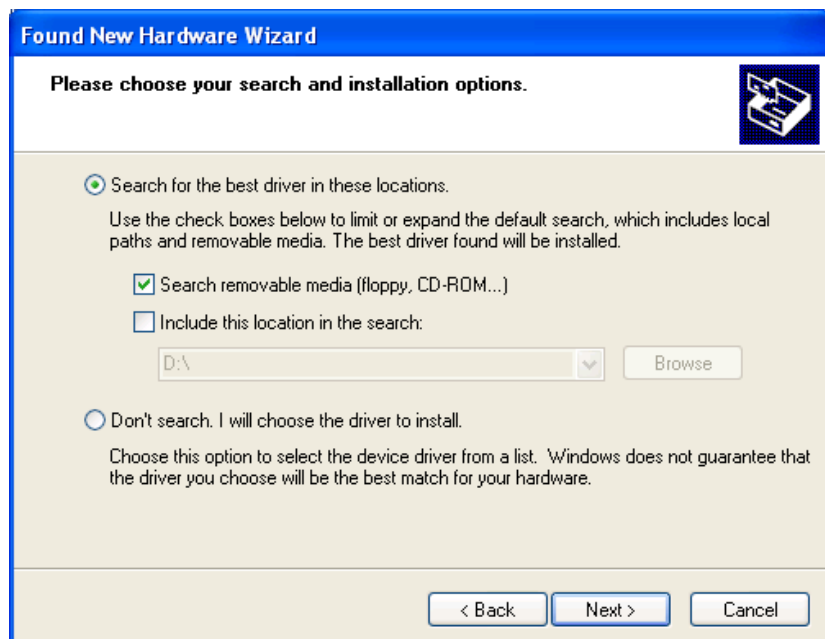 Found New Hardware Wizard
Please choose your search and installation options.
Search for the best driver in these locations.
Use the check boxes below to limit or expand the default search, which includes local
paths and removable media. The best driver found will be installed.
Search removable media (floppy, CD-ROM...)
Include this location in the search:
D:\
Browse
Don't search. I will choose the driver to install.
Choose this option to select the device driver from a list.  Windows does not guarantee that
the driver you choose will be the best match for your hardware.
< Back
Next >
Cancel